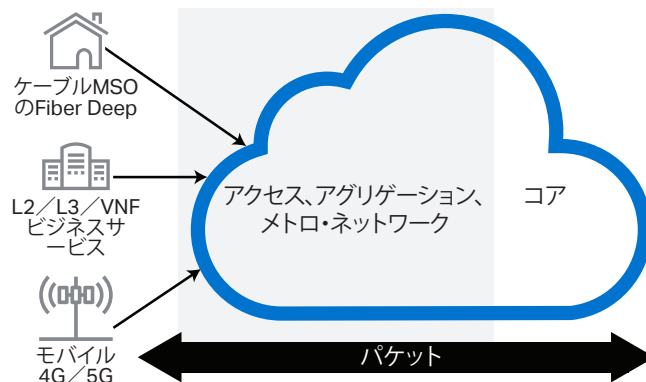 ケーブルMSO
のFiber Deep
L2／L3／VNF
ビジネスサ
ービス
モバイル
4G／5G
アクセス、アグリゲーション、
メトロ・ネットワーク
コア
パケット